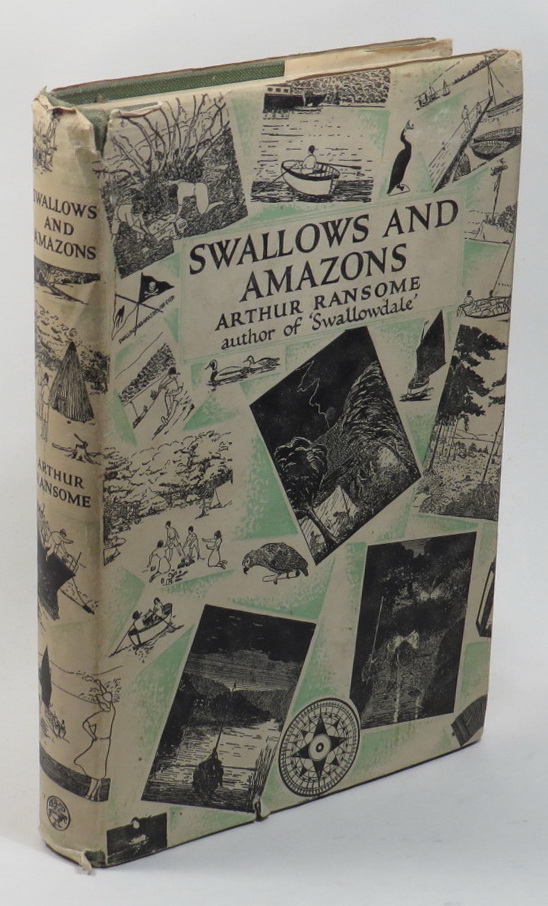 SWALLOWS AND
AMAZONS
ARTHUR RANSOME
author of 'Swallowdale'
SWALLOWS
AND
AMAZONS
ARTHUR
RANSOME